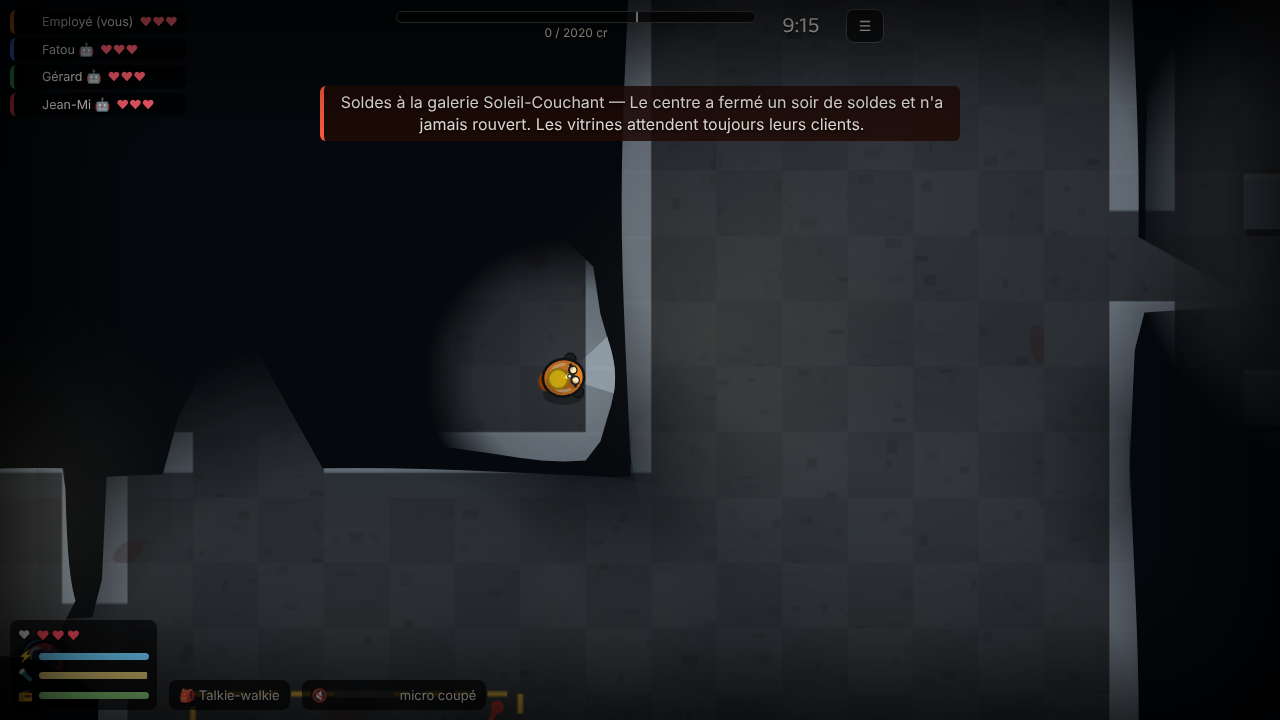 Employé (vous)
Fatou
Gérard
Jean-Mi
0 / 2020 cr
9:15
Soldes à la galerie Soleil-Couchant — Le centre a fermé un soir de soldes et n'a
jamais rouvert. Les vitrines attendent toujours leurs clients.
Talkie-walkie
micro coupé